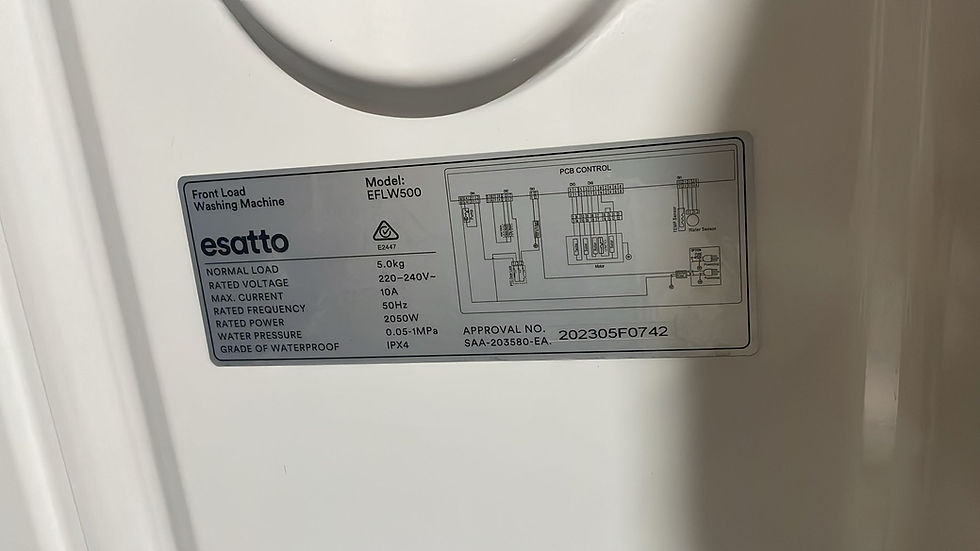 Front Load
Washing Machine
Model:
EFLW500
esatto
E2447
NORMAL LOAD 5.0kg
RATED VOLTAGE 220-240V~
MAX. CURRENT 10A
RATED FREQUENCY 50Hz
RATED POWER 2050W
WATER PRESSURE 0.05-1MPa
GRADE OF WATERPROOF IPX4
PCB CONTROL
Water Sensor
Motor
APPROVAL NO.
SAA-203580-EA. 202305F0742